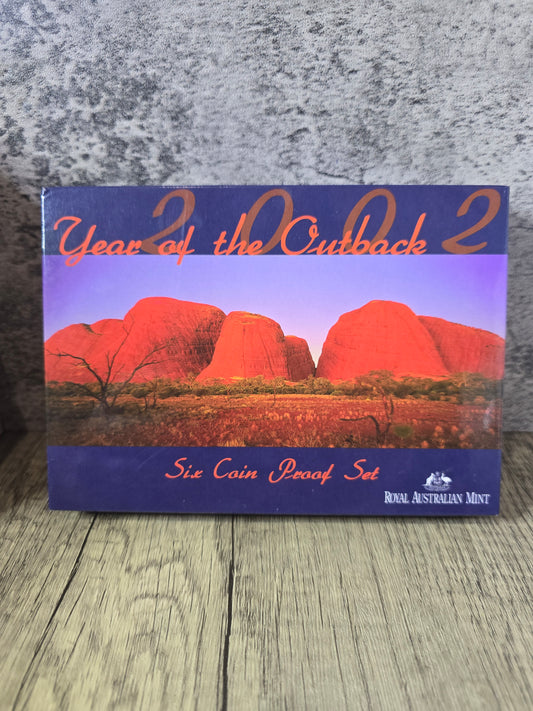 2002
Year of the Outback
Six Coin Proof Set
ROYAL AUSTRALIAN MINT